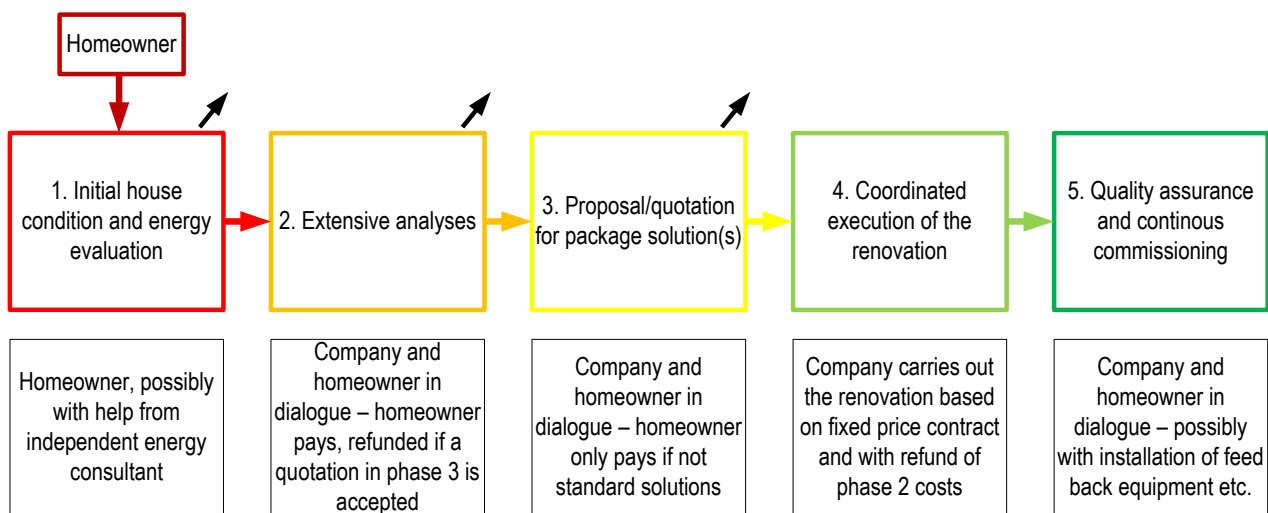 Homeowner
1. Initial house
condition and energy
evaluation
2. Extensive analyses
3. Proposal/quotation
for package solution(s)
4. Coordinated
execution of the
renovation
5. Quality assurance
and continous
commissioning
Homeowner, possibly
with help from
independent energy
consultant
Company and
homeowner in
dialogue – homeowner
pays, refunded if a
quotation in phase 3 is
accepted
Company and
homeowner in
dialogue – homeowner
only pays if not
standard solutions
Company carries out
the renovation based
on fixed price contract
and with refund of
phase 2 costs
Company and
homeowner in
dialogue – possibly
with installation of feed
back equipment etc.